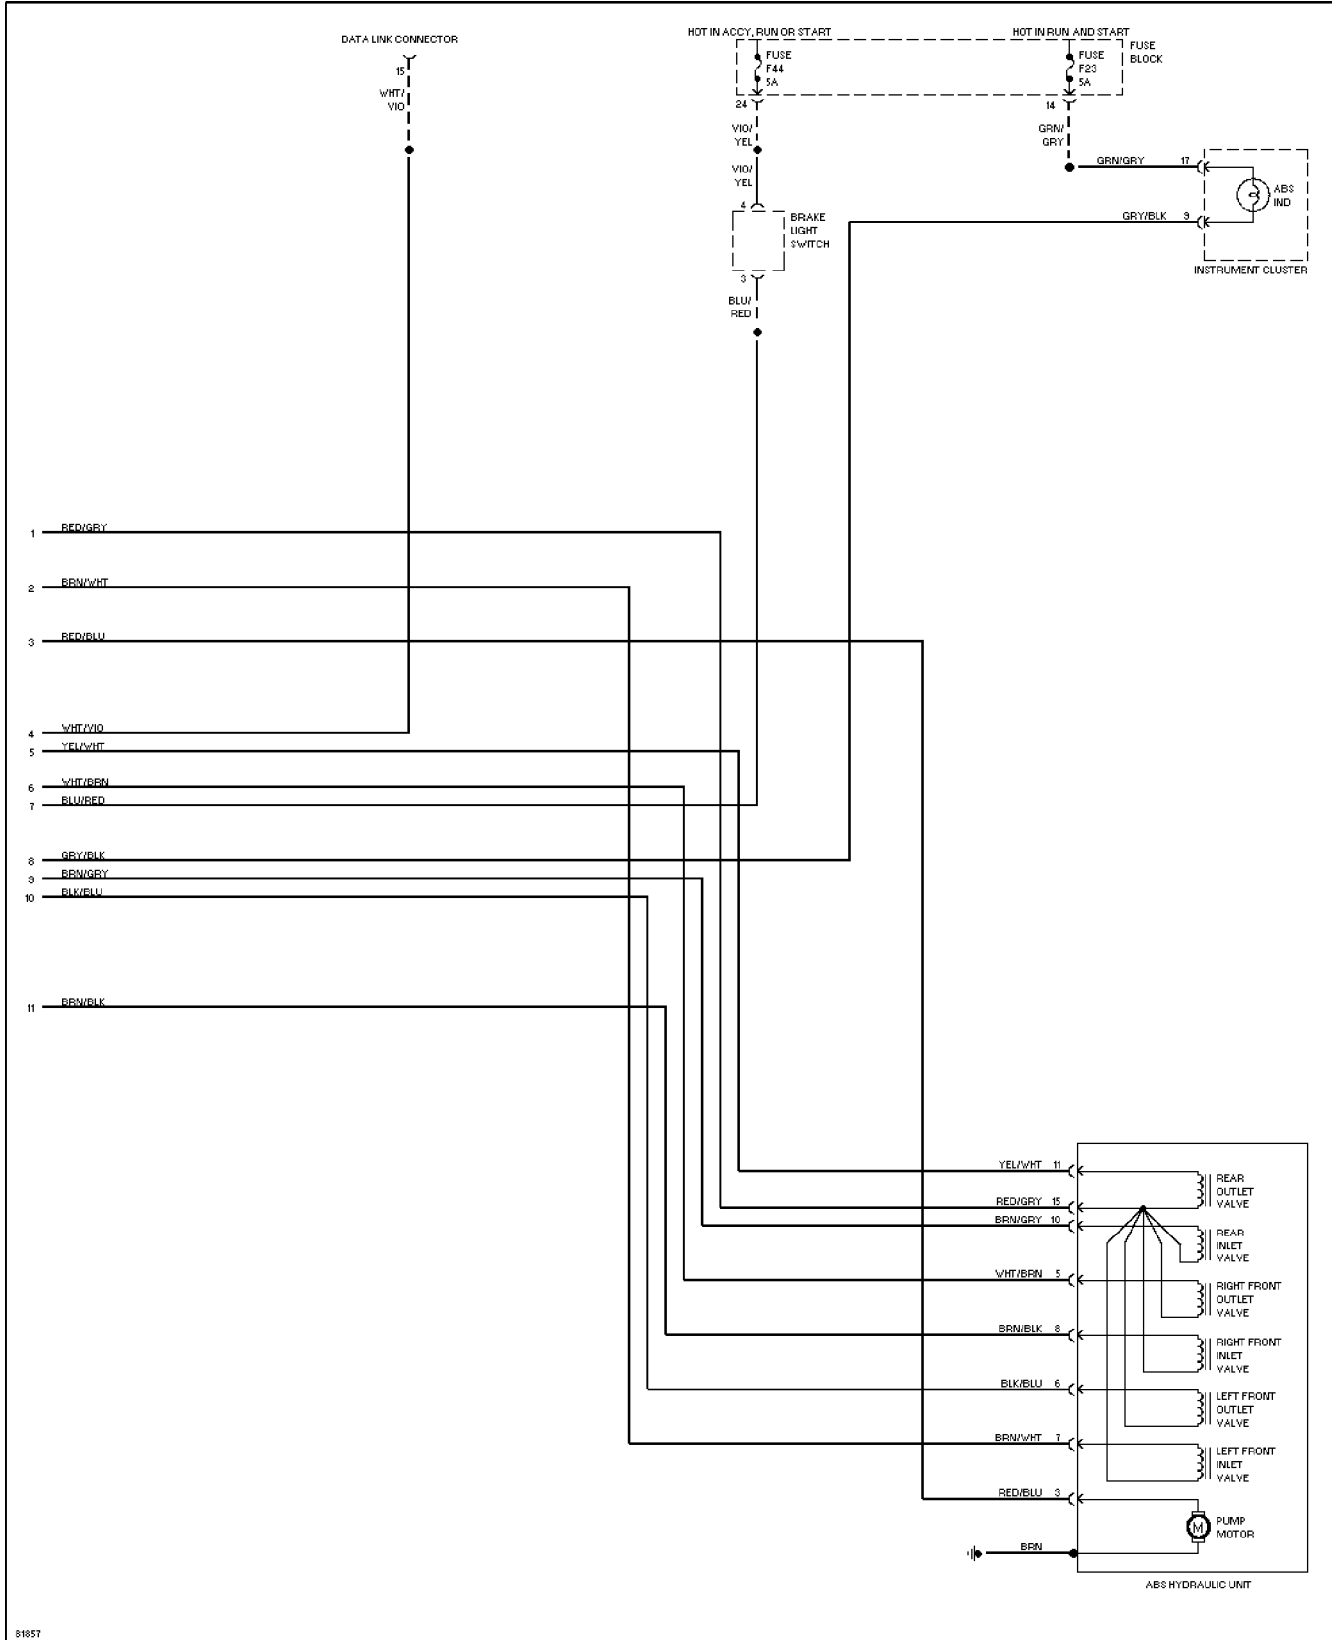 DATA LINK CONNECTOR
15
WHT/
VIO
HOT IN ACCY, RUN OR START
HOT IN RUN AND START
FUSE
F44
5A
FUSE
F23
5A
FUSE
BLOCK
24
VIO/
YEL
VIO/
YEL
4
BRAKE
LIGHT
SWITCH
3
BLU/
RED
14
GRN/
GRY
GRN/GRY 17
GRY/BLK 9
ABS
IND
INSTRUMENT CLUSTER
1 RED/GRY
2 BRN/WHT
3 RED/BLU
4 WHT/VIO
5 YEL/WHT
6 WHT/BRN
7 BLU/RED
8 GRY/BLK
9 BRN/GRY
10 BLK/BLU
11 BRN/BLK
YEL/WHT 11
REAR
OUTLET
VALVE
RED/GRY 15
BRN/GRY 10
REAR
INLET
VALVE
WHT/BRN 5
RIGHT FRONT
OUTLET
VALVE
BRN/BLK 8
RIGHT FRONT
INLET
VALVE
BLK/BLU 6
LEFT FRONT
OUTLET
VALVE
BRN/WHT 7
LEFT FRONT
INLET
VALVE
RED/BLU 3
M
PUMP
MOTOR
BRN
ABS HYDRAULIC UNIT
81857